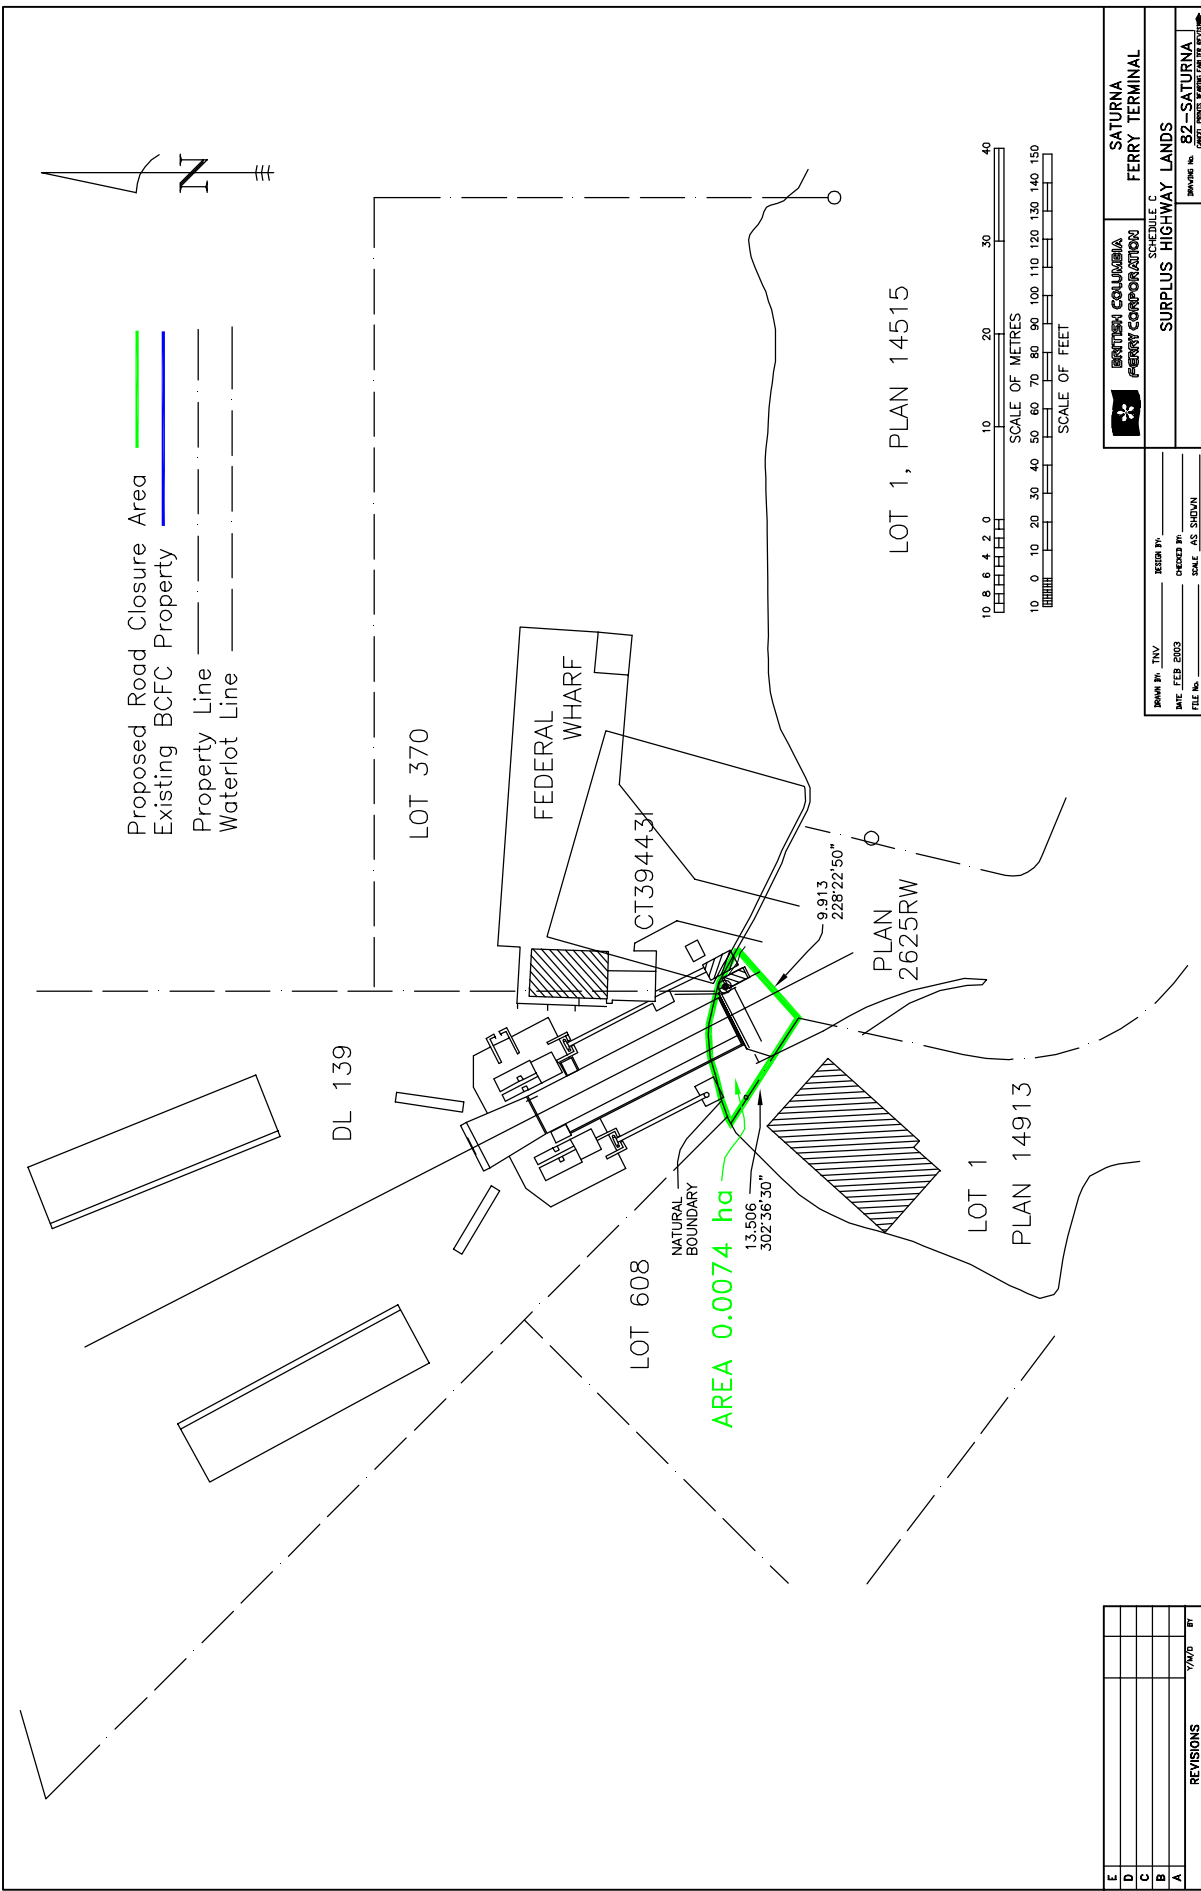 Proposed Road Closure Area
Existing BCFC Property
Property Line
Waterlot Line
N
LOT 370
DL 139
FEDERAL
WHARF
CT394431
LOT 608
NATURAL
BOUNDARY
AREA 0.0074 ha
13.506
302°36'30"
9.913
228°22'50"
PLAN
2625RW
LOT 1, PLAN 14515
LOT 1
PLAN 14913
10 8 6 4 2 0 10 20 30 40
SCALE OF METRES
10 0 10 20 30 40 50 60 70 80 90 100 110 120 130 140 150
SCALE OF FEET
E
D
C
B
A
REVISIONS Y/M/D BY
DRAWN BY: TNV DESIGN BY:
DATE FEB 2003 CHECKED BY:
FILE No. SCALE AS SHOWN
BRITISH COLUMBIA
FERRY CORPORATION
SATURNA
FERRY TERMINAL
SCHEDULE C
SURPLUS HIGHWAY LANDS
DRAWING No. 82-SATURNA